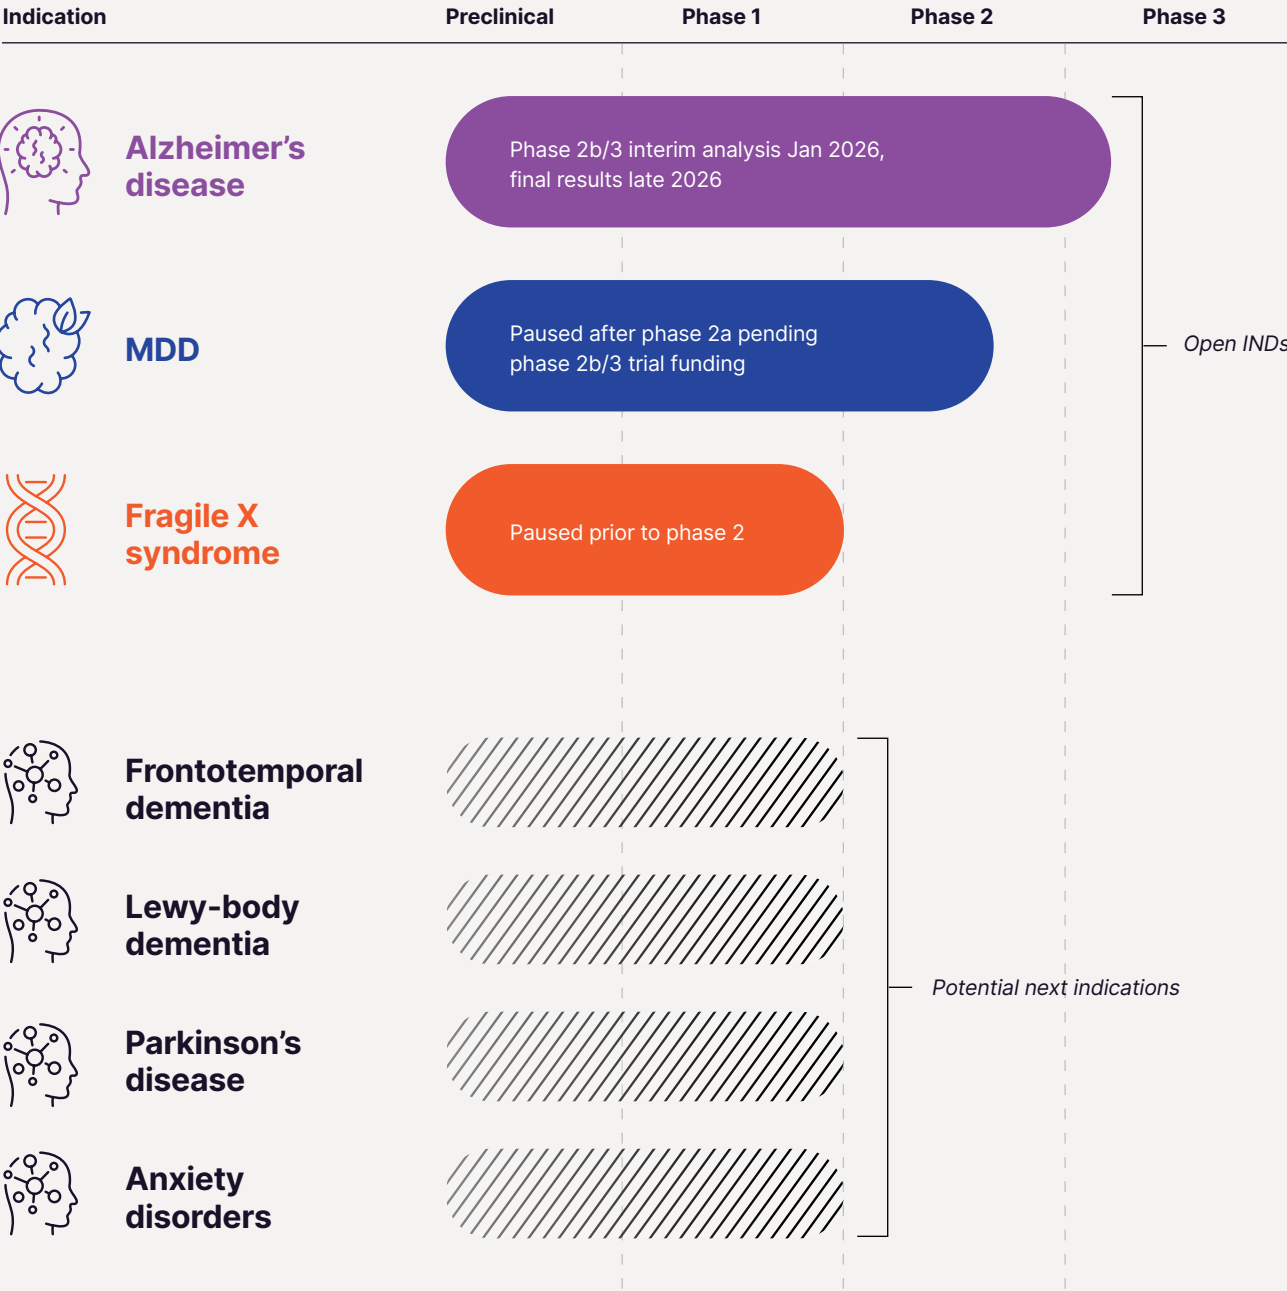 Indication Preclinical Phase 1 Phase 2 Phase 3
Alzheimer’s
disease
Phase 2b/3 interim analysis Jan 2026,
final results late 2026
MDD
Paused after phase 2a pending
phase 2b/3 trial funding
Open INDs
Fragile X
syndrome
Paused prior to phase 2
Frontotemporal
dementia
Lewy-body
dementia
Potential next indications
Parkinson’s
disease
Anxiety
disorders